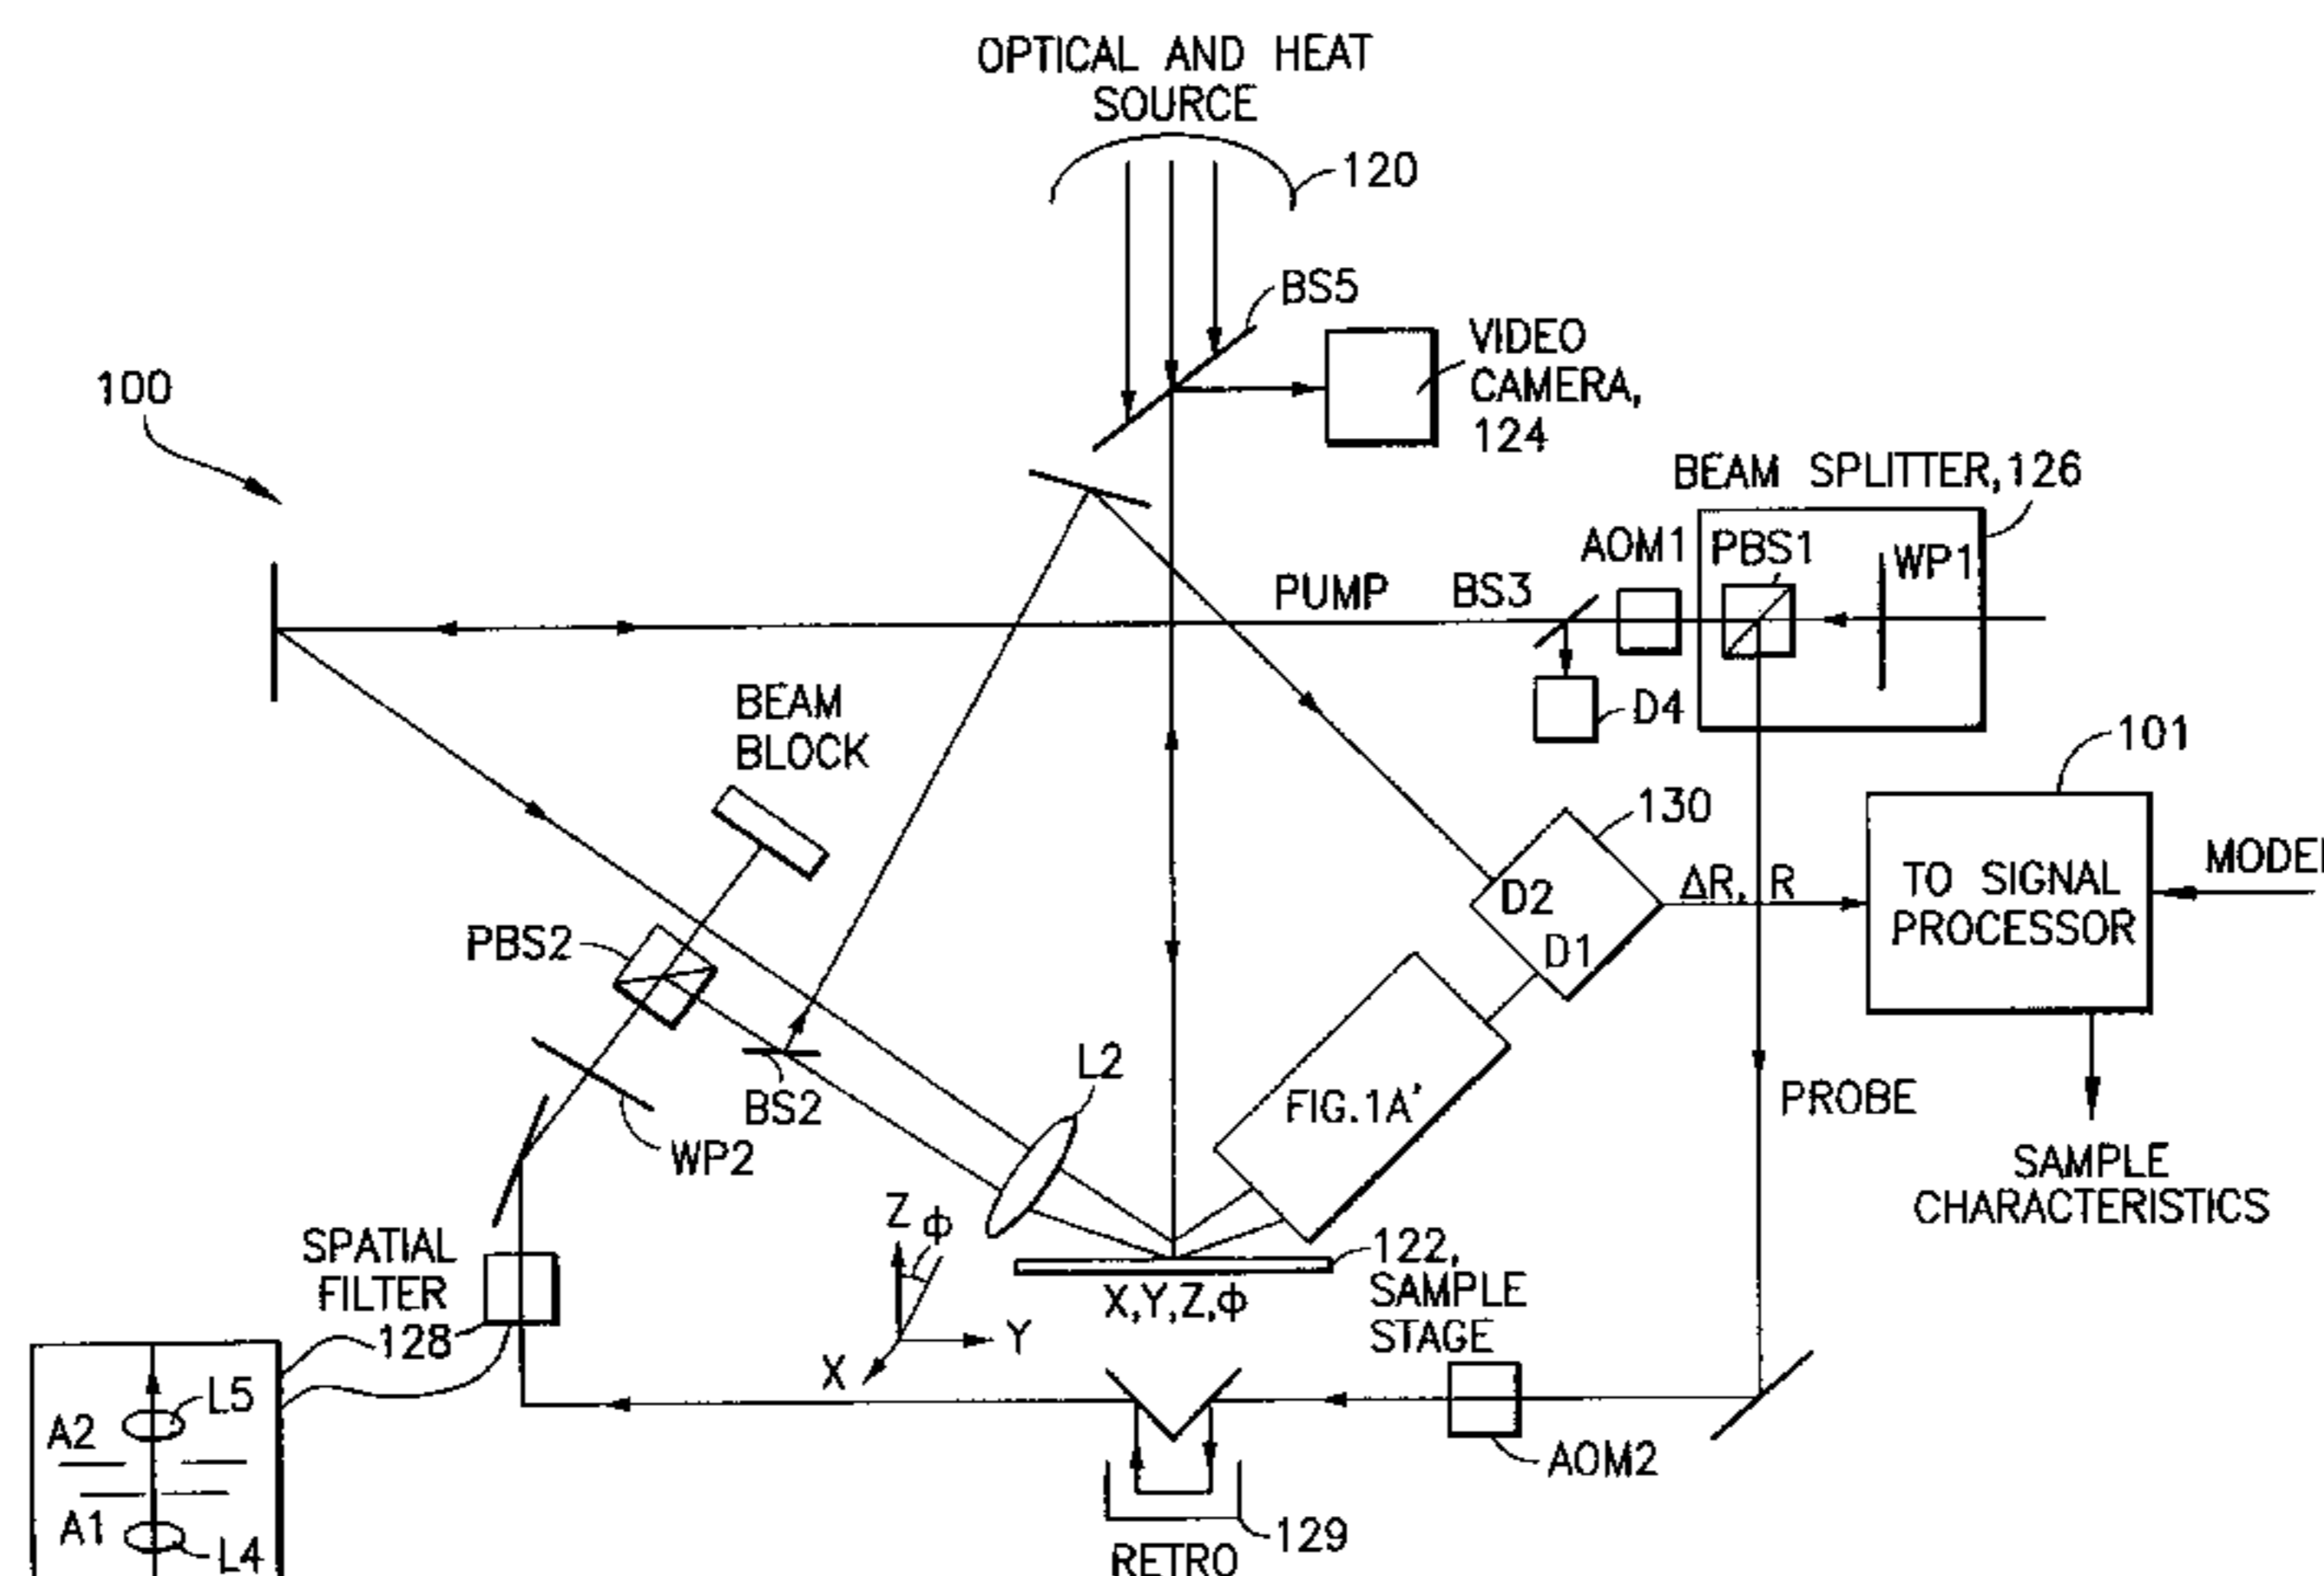 OPTICAL AND HEAT
SOURCE
120
BS5
VIDEO
CAMERA,
124
100
BEAM SPLITTER, 126
AOM1
PBS1
WP1
PUMP
BS3
D4
BEAM
BLOCK
101
130
MODEL
ΔR, R
TO SIGNAL
PROCESSOR
D2
D1
PBS2
BS2
L2
FIG.1A'
PROBE
WP2
SAMPLE
CHARACTERISTICS
Z
ϕ
SPATIAL
FILTER
128
122,
SAMPLE
STAGE
X,Y,Z,ϕ
Y
X
L5
A2
AOM2
A1
L4
129
RETRO